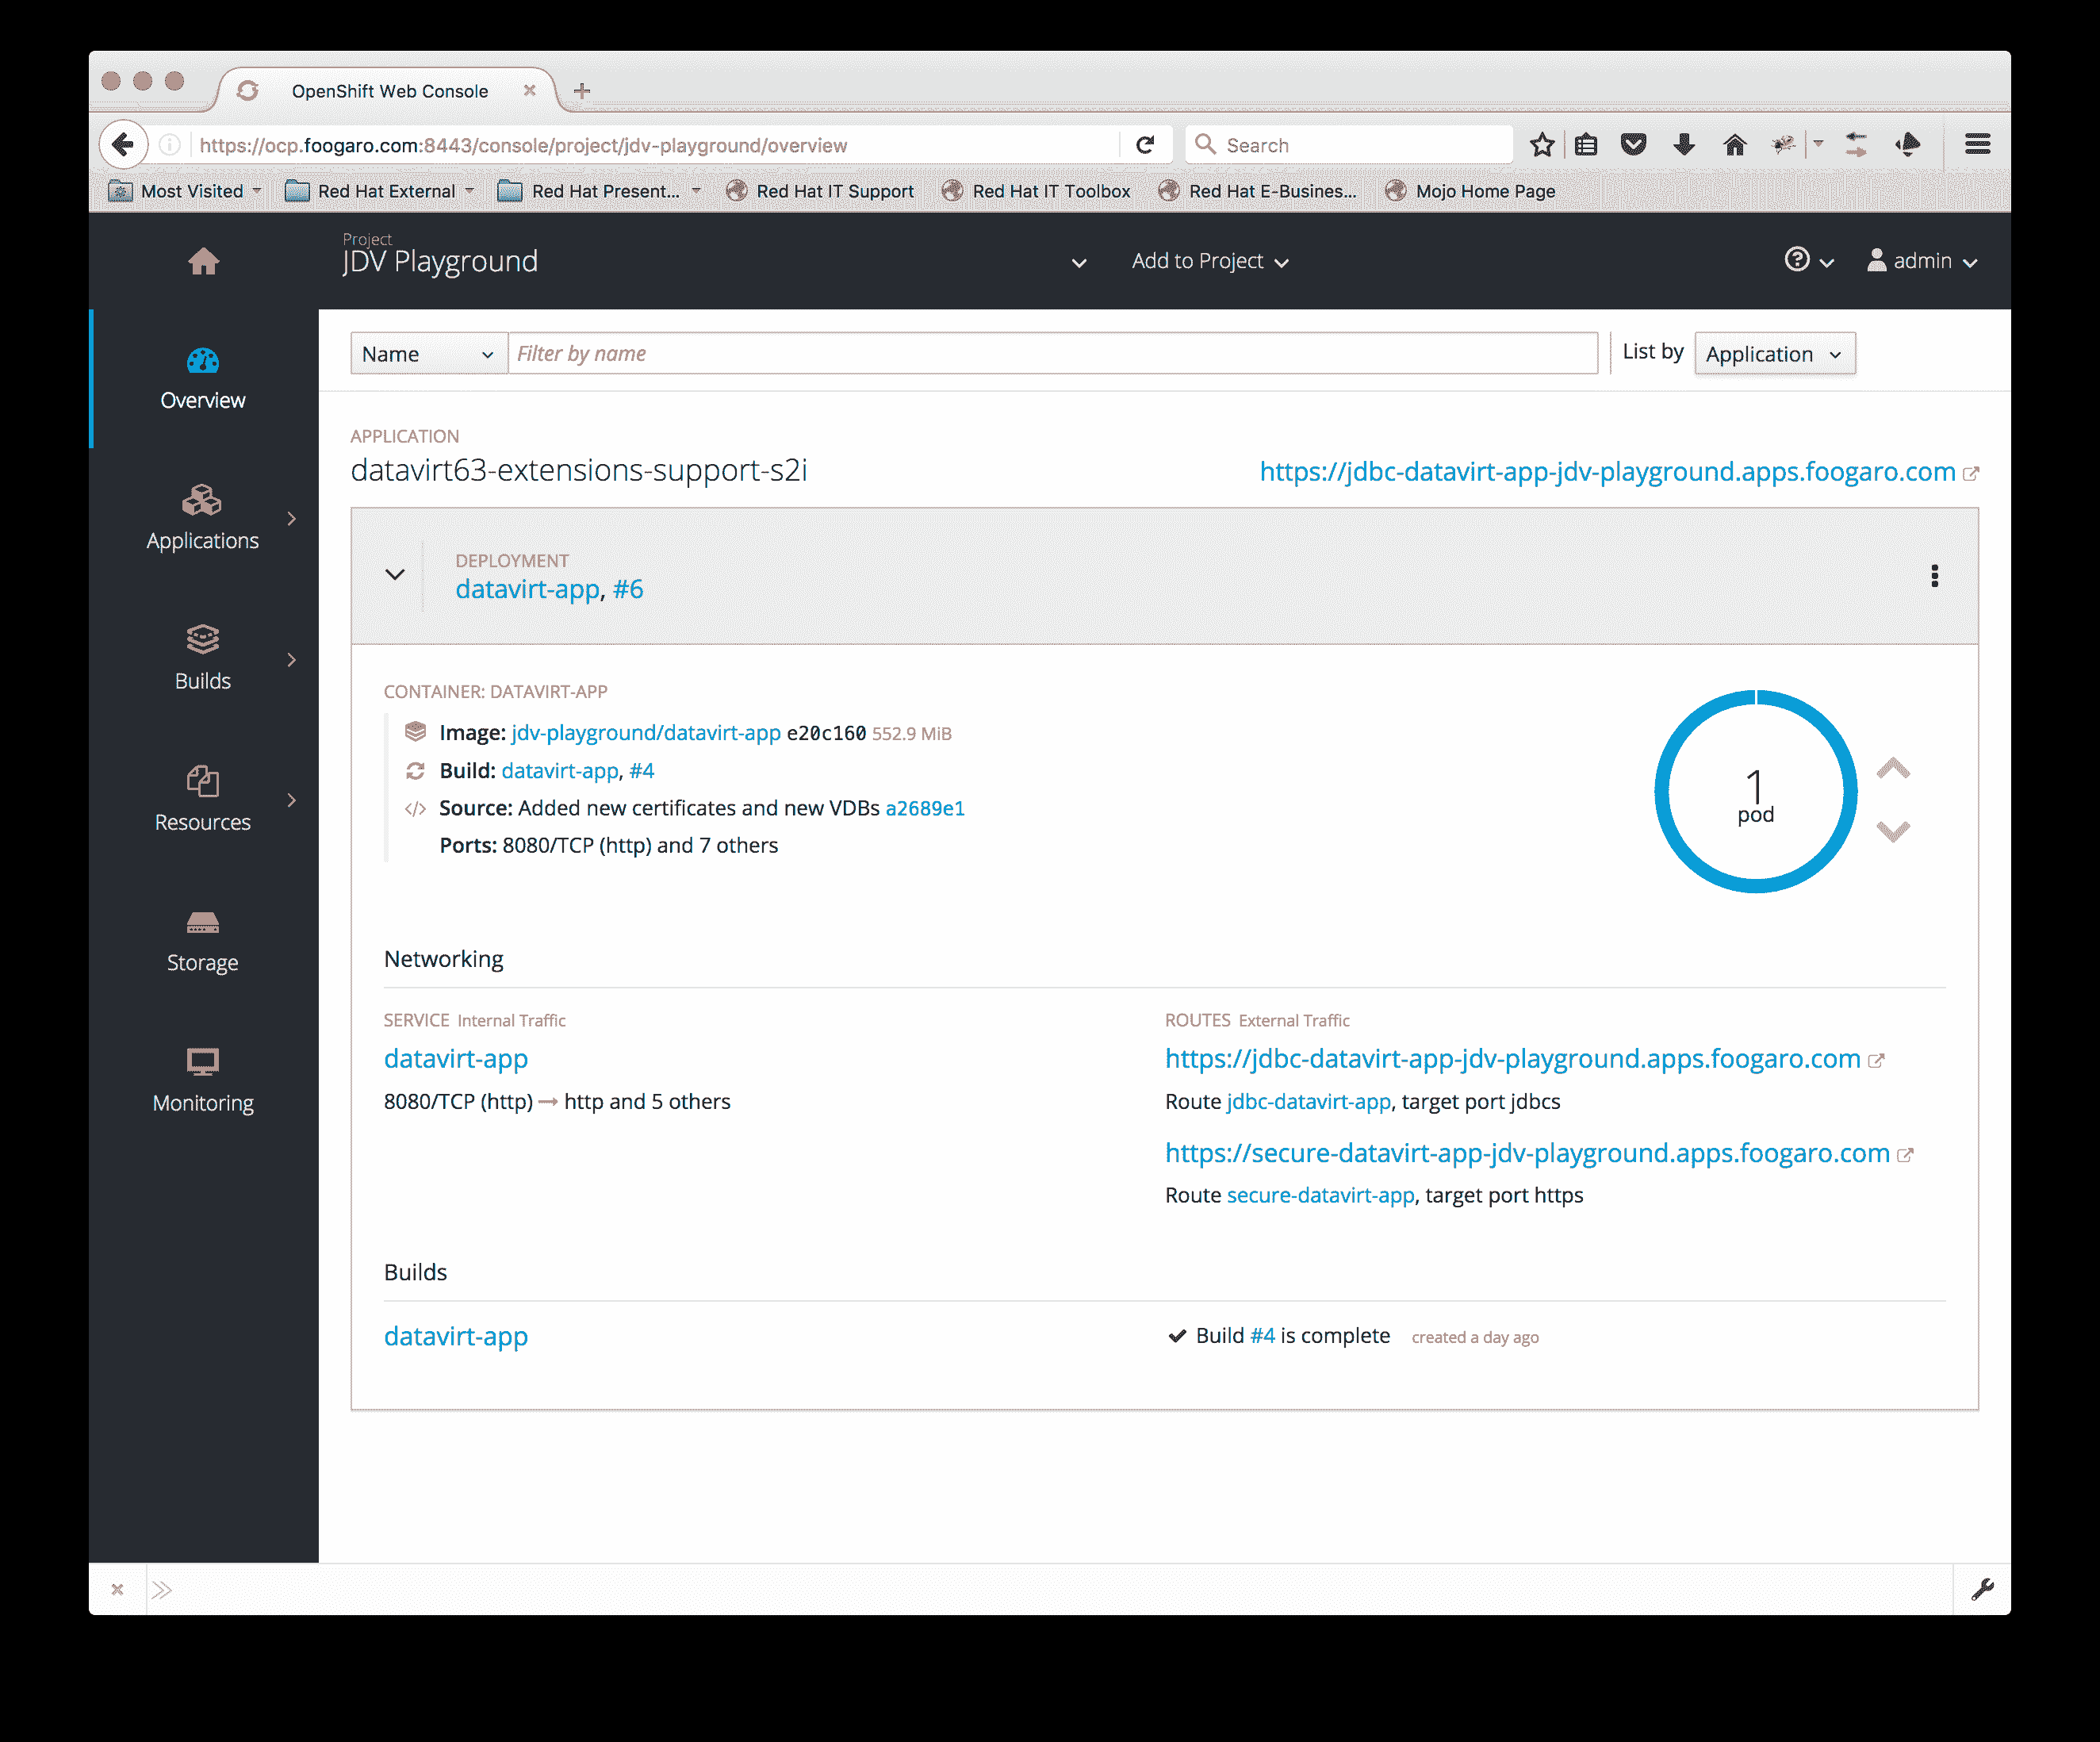 OpenShift Web Console
https://ocp.foogaro.com:8443/console/project/jdv-playground/overview
Search
Most Visited
Red Hat External
Red Hat Present...
Red Hat IT Support
Red Hat IT Toolbox
Red Hat E-Busines...
Mojo Home Page
Project
JDV Playground
Add to Project
admin
Overview
Applications
Builds
Resources
Storage
Monitoring
Name
Filter by name
List by
Application
APPLICATION
datavirt63-extensions-support-s2i
https://jdbc-datavirt-app-jdv-playground.apps.foogaro.com
DEPLOYMENT
datavirt-app, #6
CONTAINER: DATAVIRT-APP
Image: jdv-playground/datavirt-app e20c160 552.9 MiB
Build: datavirt-app, #4
Source: Added new certificates and new VDBs a2689e1
Ports: 8080/TCP (http) and 7 others
1
pod
Networking
SERVICE Internal Traffic
datavirt-app
8080/TCP (http) → http and 5 others
ROUTES External Traffic
https://jdbc-datavirt-app-jdv-playground.apps.foogaro.com
Route jdbc-datavirt-app, target port jdbcs
https://secure-datavirt-app-jdv-playground.apps.foogaro.com
Route secure-datavirt-app, target port https
Builds
datavirt-app
Build #4 is complete created a day ago